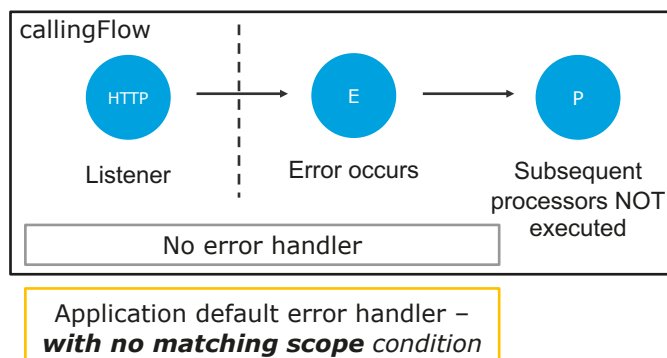 callingFlow
HTTP
E
P
Listener
Error occurs
Subsequent
processors NOT
executed
No error handler
Application default error handler –
with no matching scope condition